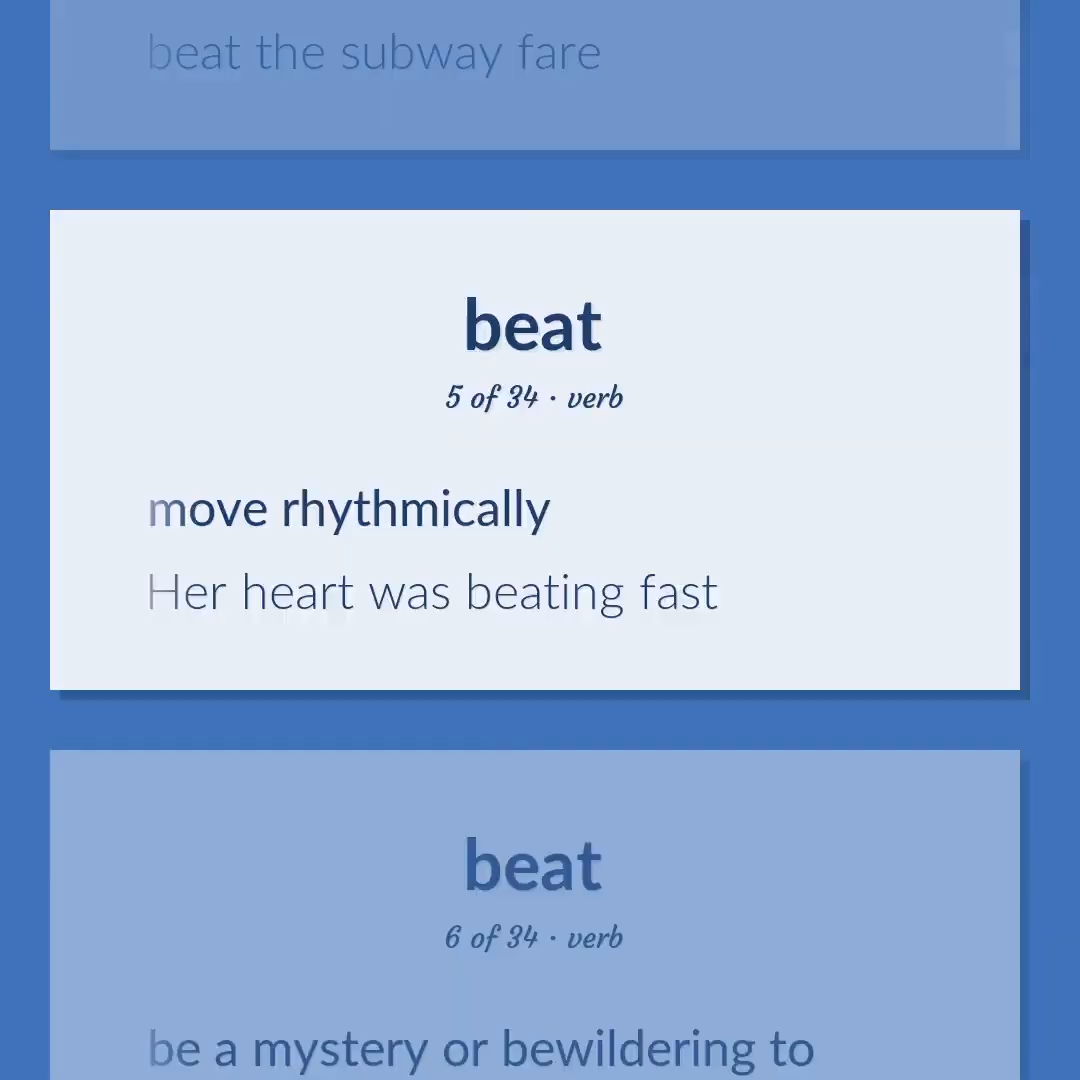 beat the subway fare
beat
5 of 34 · verb
move rhythmically
Her heart was beating fast
beat
6 of 34 · verb
be a mystery or bewildering to